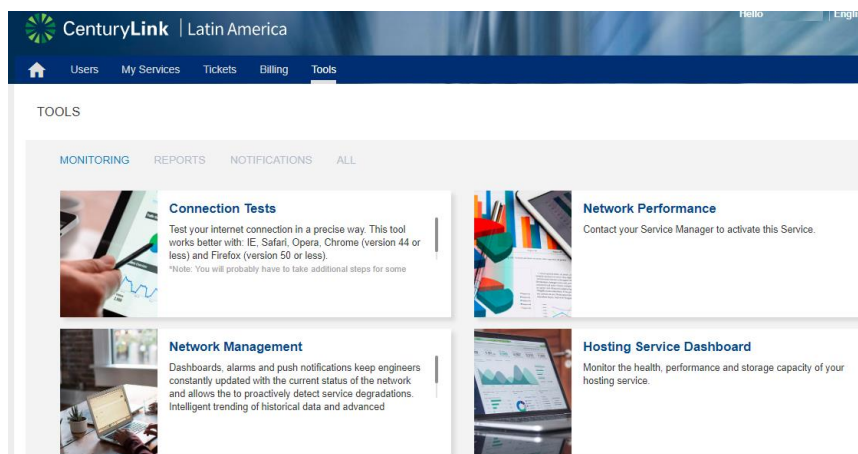 Hello Englis
CenturyLink | Latin America
Users My Services Tickets Billing Tools
TOOLS
MONITORING REPORTS NOTIFICATIONS ALL
Connection Tests
Test your internet connection in a precise way. This tool
works better with: IE, Safari, Opera, Chrome (version 44 or
less) and Firefox (version 50 or
less).
*Note: You will probably have to take additional steps for some
Network Performance
Contact your Service Manager to activate this Service.
Network Management
Dashboards, alarms and push notifications keep engineers
constantly updated with the current status of the network
and allows the to proactively detect service degradations.
Intelligent trending of historical data and advanced
Hosting Service Dashboard
Monitor the health, performance and storage capacity of your
hosting service.